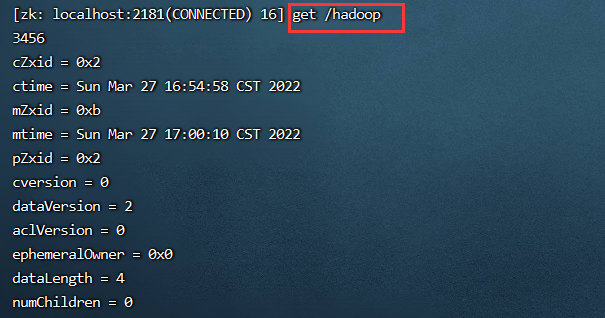 [zk: localhost:2181(CONNECTED) 16] get /hadoop
3456
cZxid = 0x2
ctime = Sun Mar 27 16:54:58 CST 2022
mZxid = 0xb
mtime = Sun Mar 27 17:00:10 CST 2022
pZxid = 0x2
cversion = 0
dataVersion = 2
aclVersion = 0
ephemeralOwner = 0x0
dataLength = 4
numChildren = 0